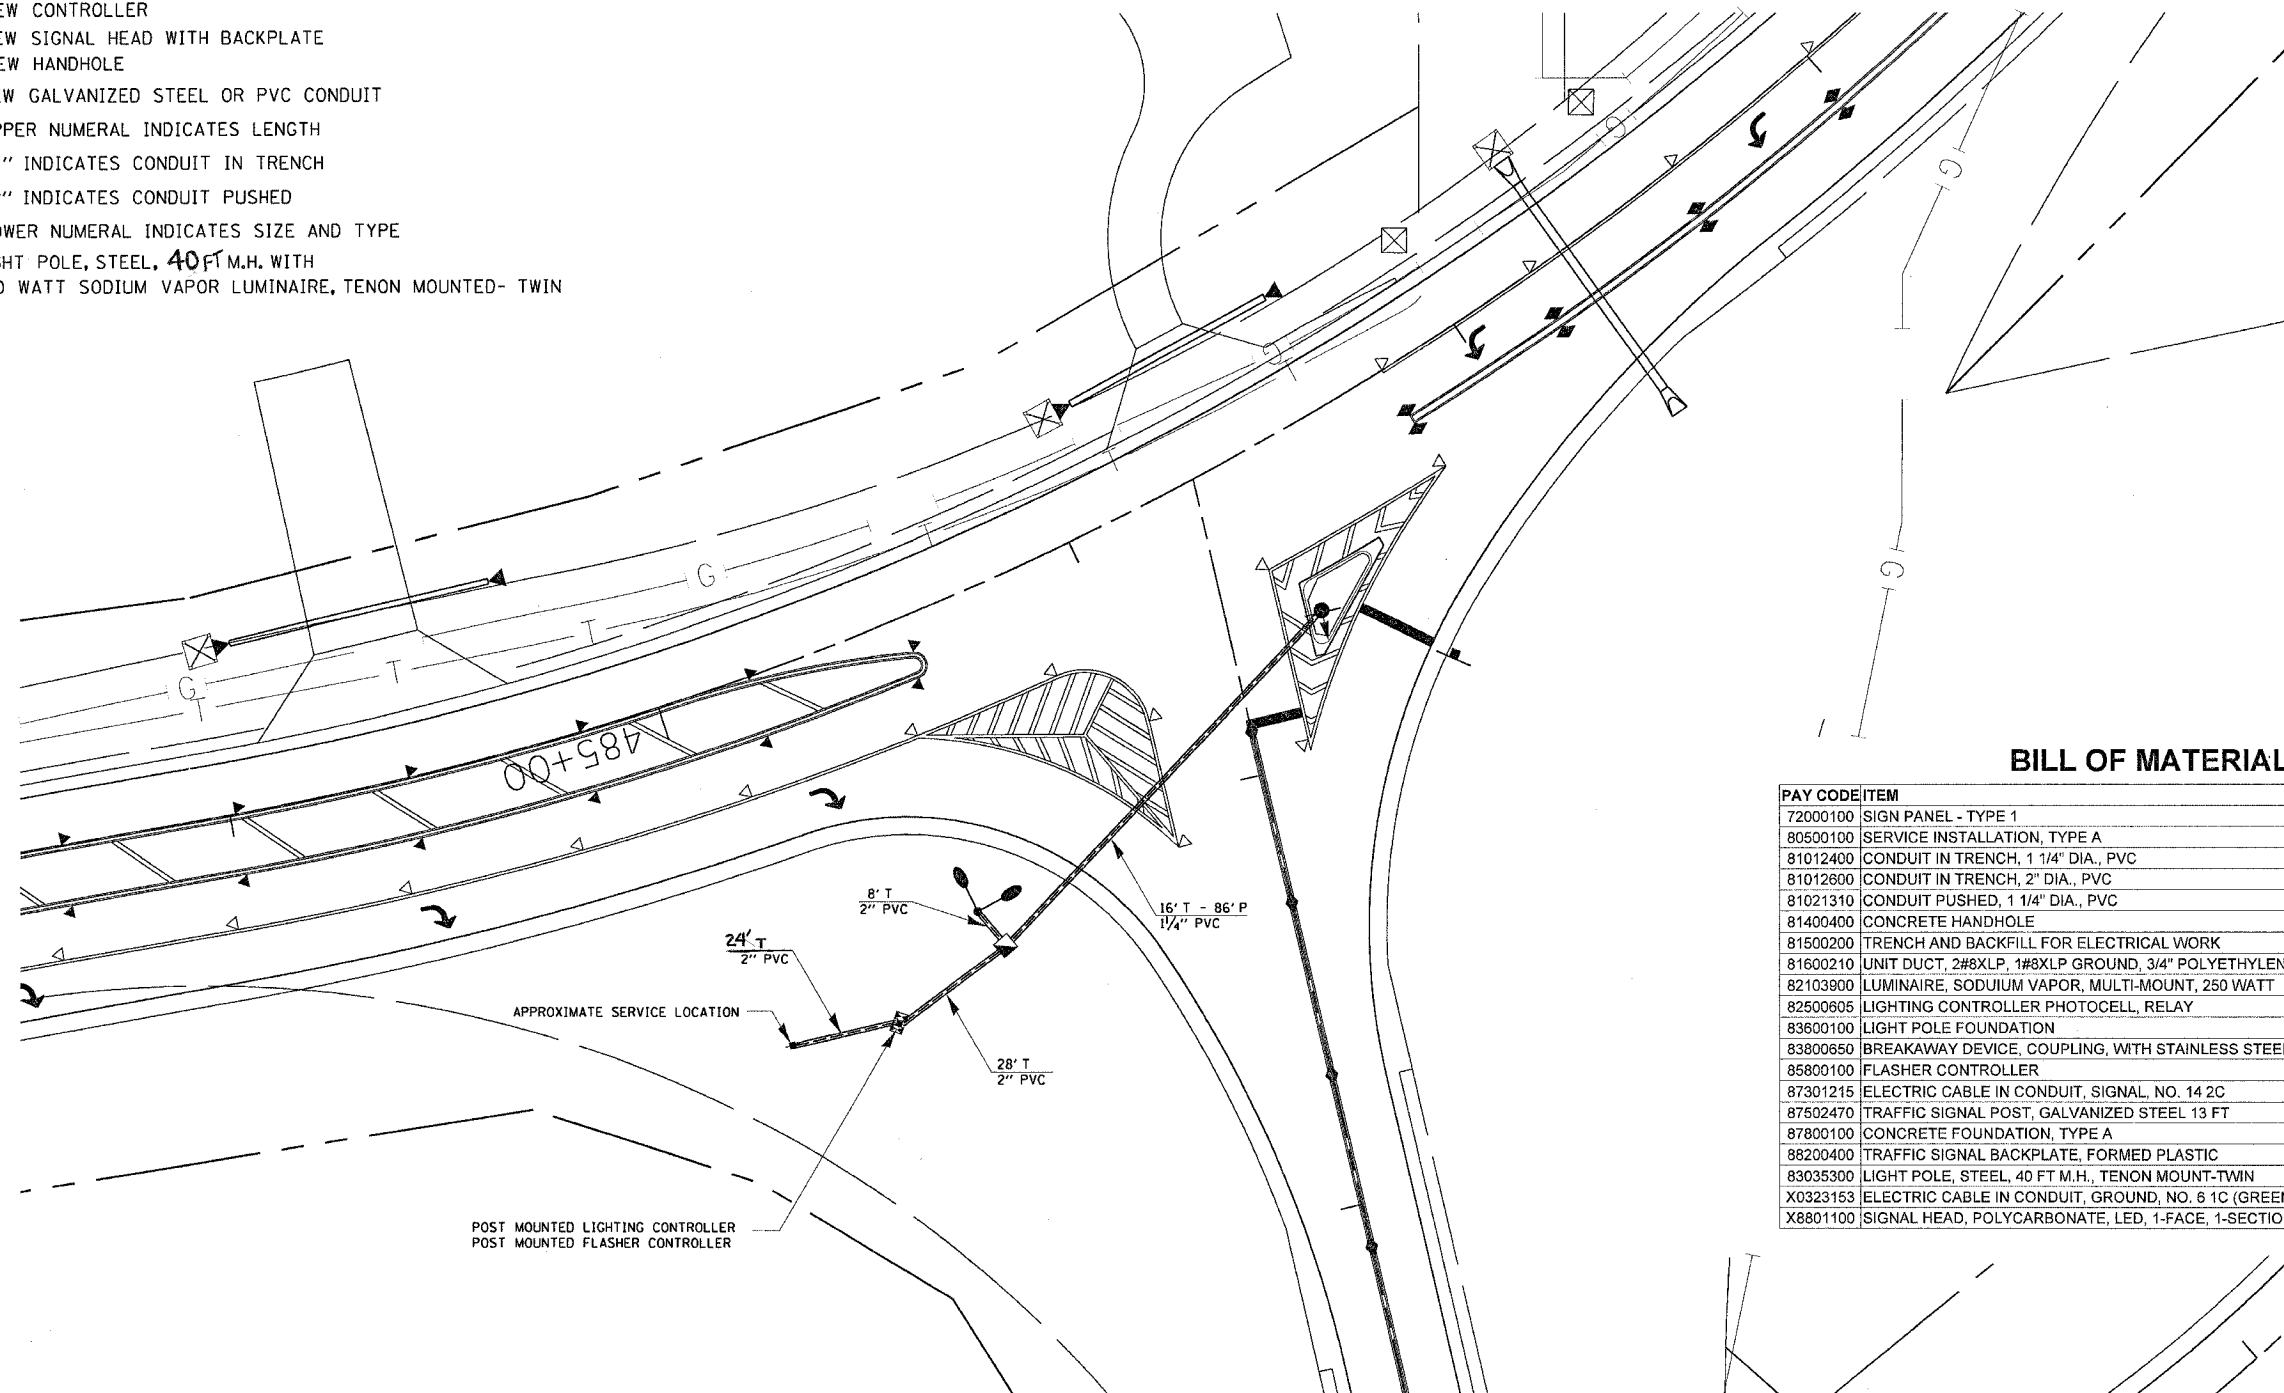 EW CONTROLLER
EW SIGNAL HEAD WITH BACKPLATE
EW HANDHOLE
W GALVANIZED STEEL OR PVC CONDUIT
PPER NUMERAL INDICATES LENGTH
" INDICATES CONDUIT IN TRENCH
" INDICATES CONDUIT PUSHED
OWER NUMERAL INDICATES SIZE AND TYPE
GHT POLE, STEEL, 40 FT M.H. WITH
0 WATT SODIUM VAPOR LUMINAIRE, TENON MOUNTED- TWIN
G
G
G
G
G
T
G
T
T
T
485+00
8' T
2" PVC
16' T - 86' P
1 1/4" PVC
24' T
2" PVC
APPROXIMATE SERVICE LOCATION
28' T
2" PVC
POST MOUNTED LIGHTING CONTROLLER
POST MOUNTED FLASHER CONTROLLER
BILL OF MATERIAL
PAY CODE ITEM
72000100 SIGN PANEL - TYPE 1
80500100 SERVICE INSTALLATION, TYPE A
81012400 CONDUIT IN TRENCH, 1 1/4" DIA., PVC
81012600 CONDUIT IN TRENCH, 2" DIA., PVC
81021310 CONDUIT PUSHED, 1 1/4" DIA., PVC
81400400 CONCRETE HANDHOLE
81500200 TRENCH AND BACKFILL FOR ELECTRICAL WORK
81600210 UNIT DUCT, 2#8XLP, 1#8XLP GROUND, 3/4" POLYETHYLEN
82103900 LUMINAIRE, SODUIUM VAPOR, MULTI-MOUNT, 250 WATT
82500605 LIGHTING CONTROLLER PHOTOCELL, RELAY
83600100 LIGHT POLE FOUNDATION
83800650 BREAKAWAY DEVICE, COUPLING, WITH STAINLESS STEE
85800100 FLASHER CONTROLLER
87301215 ELECTRIC CABLE IN CONDUIT, SIGNAL, NO. 14 2C
87502470 TRAFFIC SIGNAL POST, GALVANIZED STEEL 13 FT
87800100 CONCRETE FOUNDATION, TYPE A
88200400 TRAFFIC SIGNAL BACKPLATE, FORMED PLASTIC
83035300 LIGHT POLE, STEEL, 40 FT M.H., TENON MOUNT-TWIN
X0323153 ELECTRIC CABLE IN CONDUIT, GROUND, NO. 6 1C (GREE
X8801100 SIGNAL HEAD, POLYCARBONATE, LED, 1-FACE, 1-SECTIO